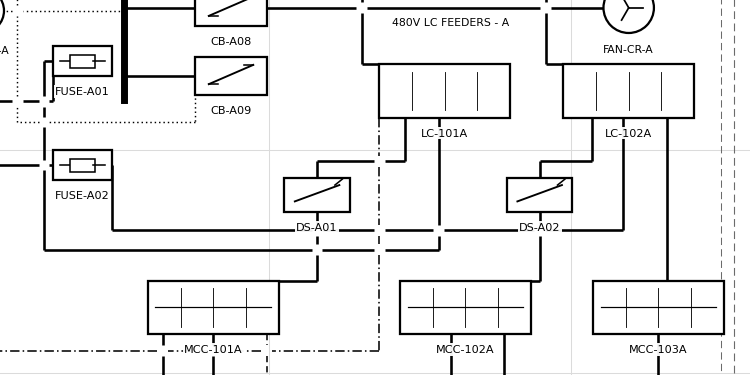 480V LC FEEDERS - A
CB-A08
FAN-CR-A
-A
FUSE-A01
CB-A09
LC-101A
LC-102A
FUSE-A02
DS-A01
DS-A02
MCC-101A
MCC-102A
MCC-103A